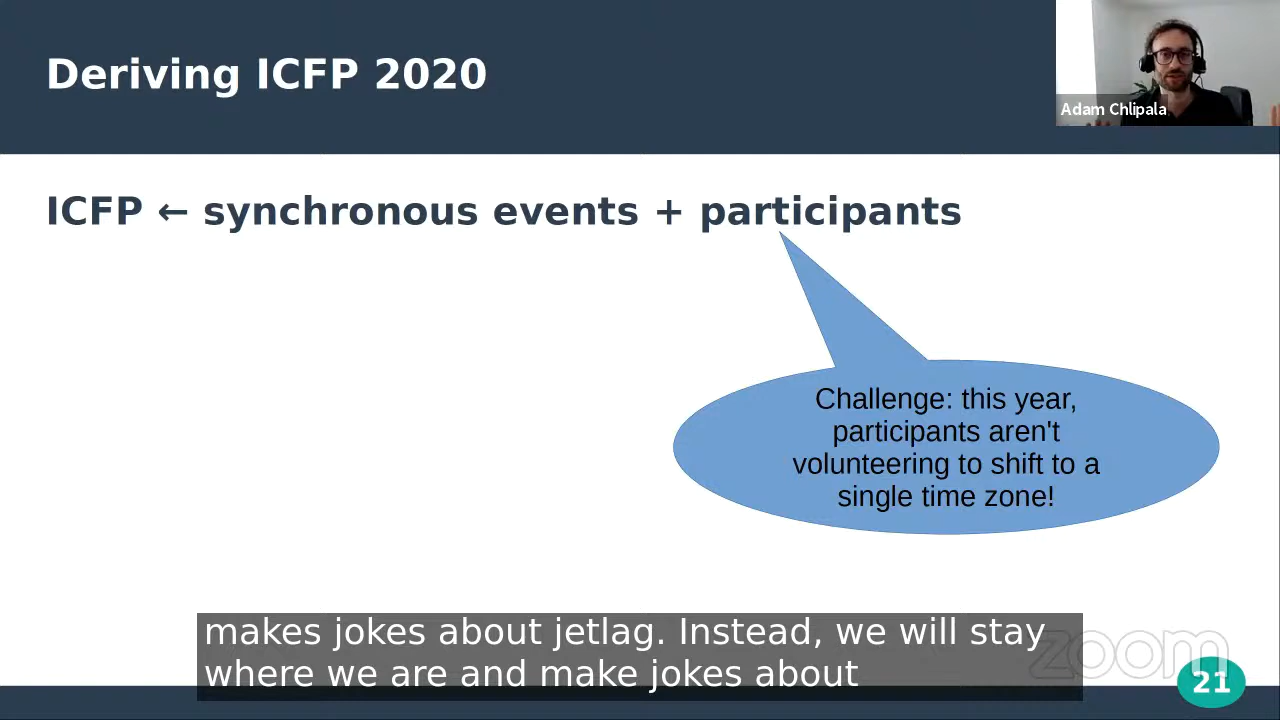 Deriving ICFP 2020
Adam Chlipala
ICFP ← synchronous events + participants
Challenge: this year,
participants aren't
volunteering to shift to a
single time zone!
makes jokes about jetlag. Instead, we will stay
where we are and make jokes about
zoom
21